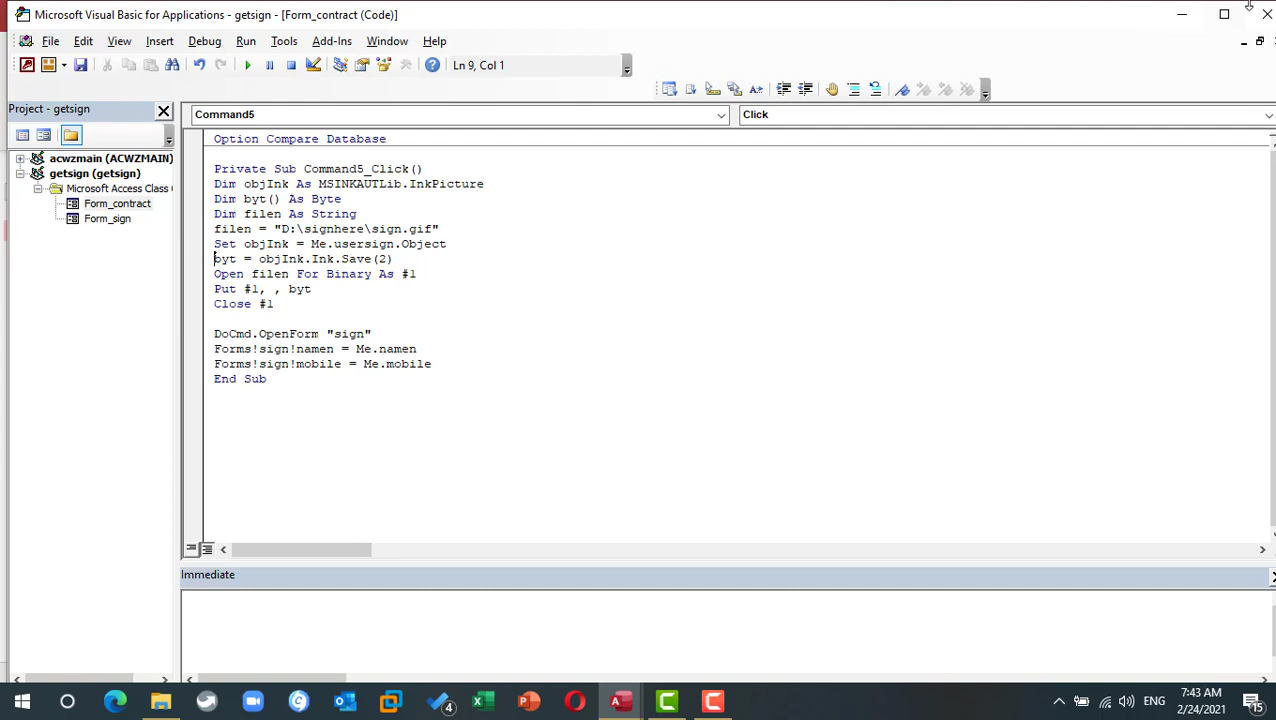 Microsoft Visual Basic for Applications - getsign - [Form_contract (Code)]
File Edit View Insert Format Debug Run Tools Add-Ins Window Help
Ln 9, Col 1
Project - getsign
Command5
Click
acwzmain (ACWZMAIN)
getsign (getsign)
Microsoft Access Class
Form_contract
Form_sign
Option Compare Database
Private Sub Command5_Click()
Dim objInk As MSINKAUTLib.InkPicture
Dim byt() As Byte
Dim filen As String
filen = "D:\signhere\sign.gif"
Set objInk = Me.usersign.Object
byt = objInk.Ink.Save(2)
Open filen For Binary As #1
Put #1, , byt
Close #1
DoCmd.OpenForm "sign"
Forms!sign!namen = Me.namen
Forms!sign!mobile = Me.mobile
End Sub
Immediate
4
ENG
7:43 AM
2/24/2021
15